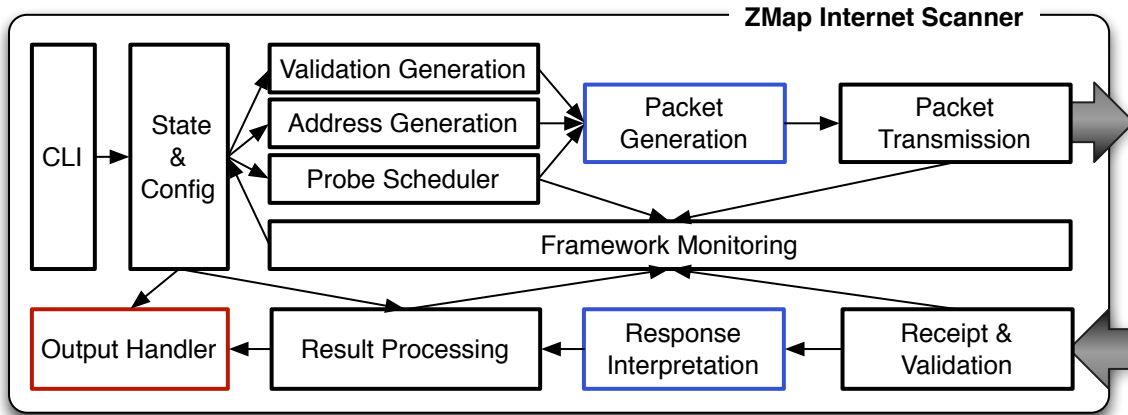 ZMap Internet Scanner
CLI
State
&
Config
Validation Generation
Address Generation
Probe Scheduler
Packet
Generation
Packet
Transmission
Framework Monitoring
Output Handler
Result Processing
Response
Interpretation
Receipt &
Validation